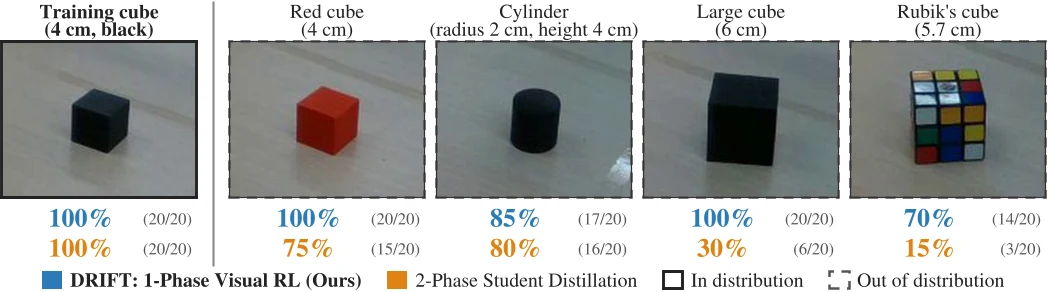 Training cube
(4 cm, black)
Red cube
(4 cm)
Cylinder
(radius 2 cm, height 4 cm)
Large cube
(6 cm)
Rubik's cube
(5.7 cm)
100% (20/20)
100% (20/20)
100% (20/20)
75% (15/20)
85% (17/20)
80% (16/20)
100% (20/20)
30% (6/20)
70% (14/20)
15% (3/20)
DRIFT: 1-Phase Visual RL (Ours)
2-Phase Student Distillation
In distribution
Out of distribution